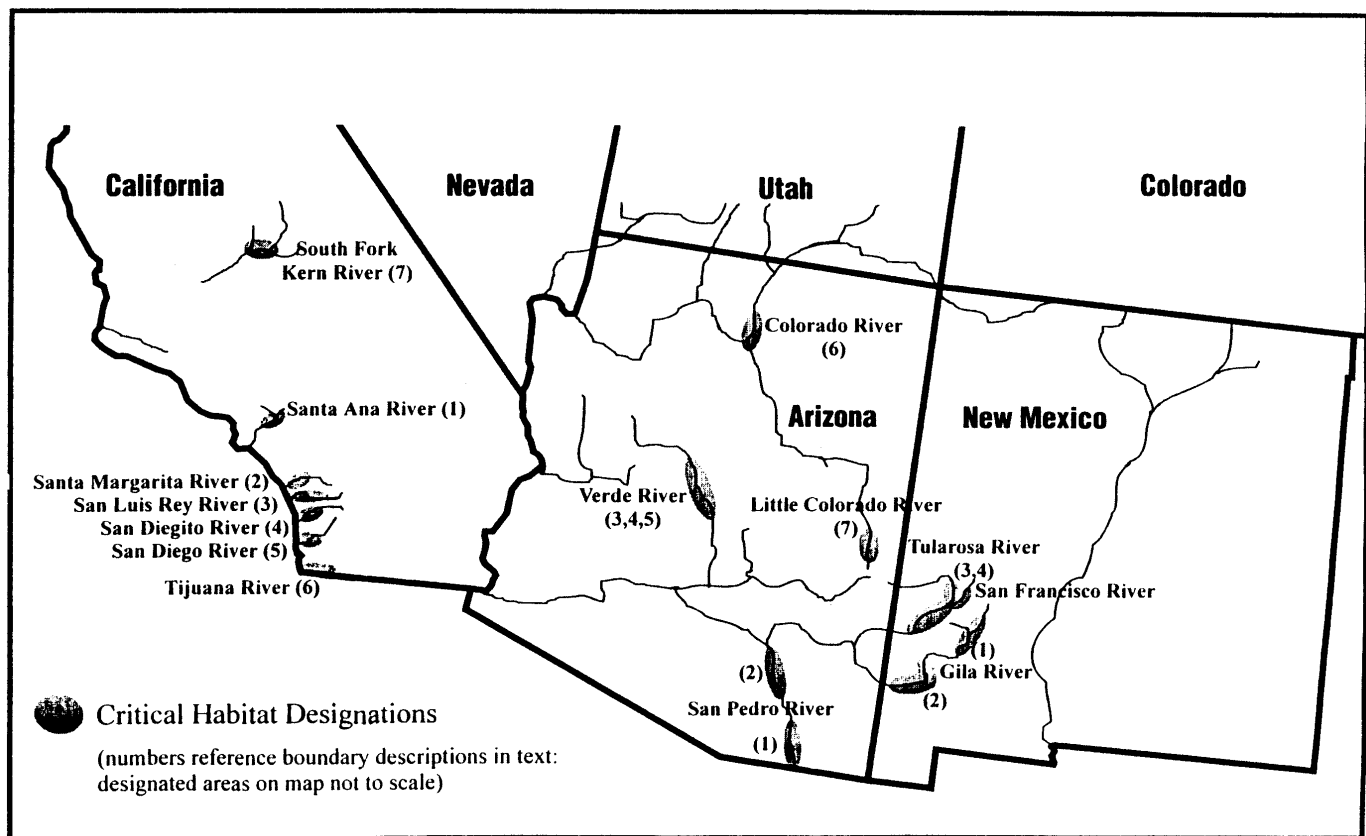 California
Nevada
Utah
Colorado
South Fork
Kern River (7)
Colorado River
(6)
Santa Ana River (1)
Arizona
New Mexico
Santa Margarita River (2)
San Luis Rey River (3)
San Diegito River (4)
San Diego River (5)
Tijuana River (6)
Verde River
(3,4,5)
Little Colorado River
(7)
Tularosa River
(3,4)
San Francisco River
(1)
Gila River
(2)
(2)
San Pedro River
(1)
Critical Habitat Designations
(numbers reference boundary descriptions in text:
designated areas on map not to scale)